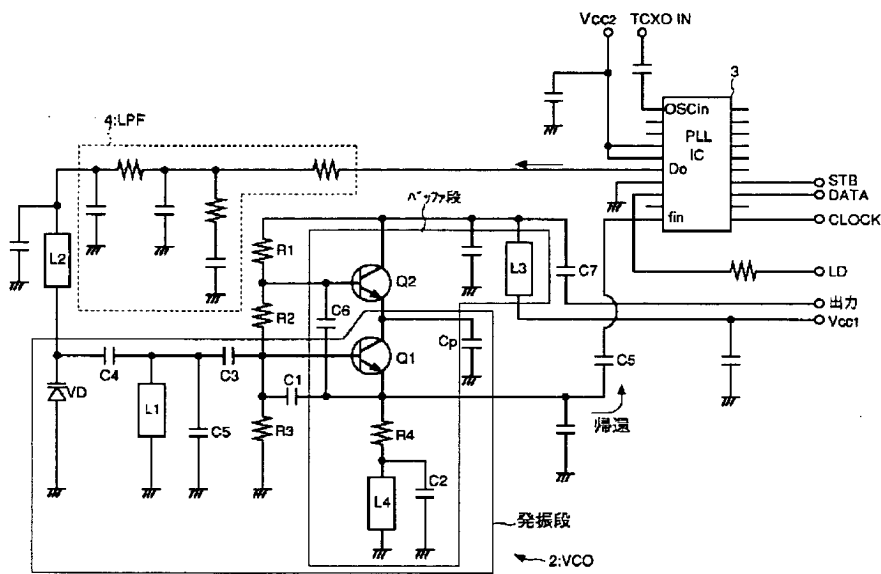 Vcc2 TCXO IN
3
OSCin
PLL
IC
Do
fin
STB
DATA
CLOCK
LD
出力
Vcc1
4:LPF
バッファ段
L2
R1
Q2
L3
C7
C6
R2
Cp
Q1
C4
C3
C5
VD
L1
C1
C5
R3
R4
帰還
C2
L4
発振段
2:VCO